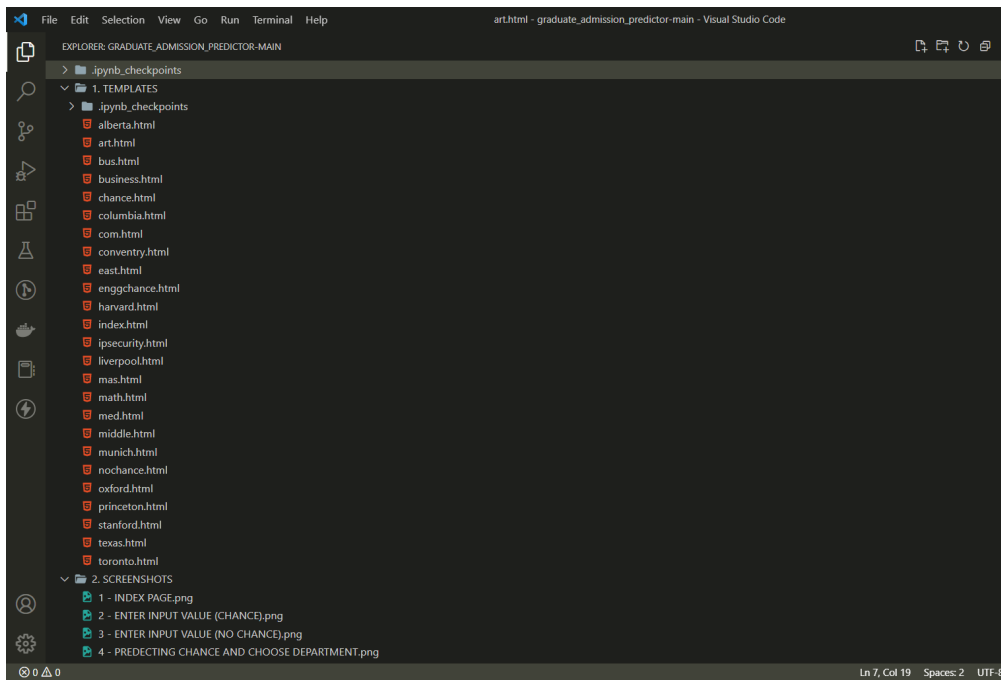 File Edit Selection View Go Run Terminal Help art.html - graduate_admission_predictor-main - Visual Studio Code
EXPLORER: GRADUATE_ADMISSION_PREDICTOR-MAIN
.ipynb_checkpoints
1. TEMPLATES
.ipynb_checkpoints
alberta.html
art.html
bus.html
business.html
chance.html
columbia.html
com.html
conventry.html
east.html
enggchance.html
harvard.html
index.html
ipsecurity.html
liverpool.html
mas.html
math.html
med.html
middle.html
munich.html
nochance.html
oxford.html
princeton.html
stanford.html
texas.html
toronto.html
2. SCREENSHOTS
1 - INDEX PAGE.png
2 - ENTER INPUT VALUE (CHANCE).png
3 - ENTER INPUT VALUE (NO CHANCE).png
4 - PREDECTING CHANCE AND CHOOSE DEPARTMENT.png
0 0 Ln 7, Col 19 Spaces: 2 UTF-8